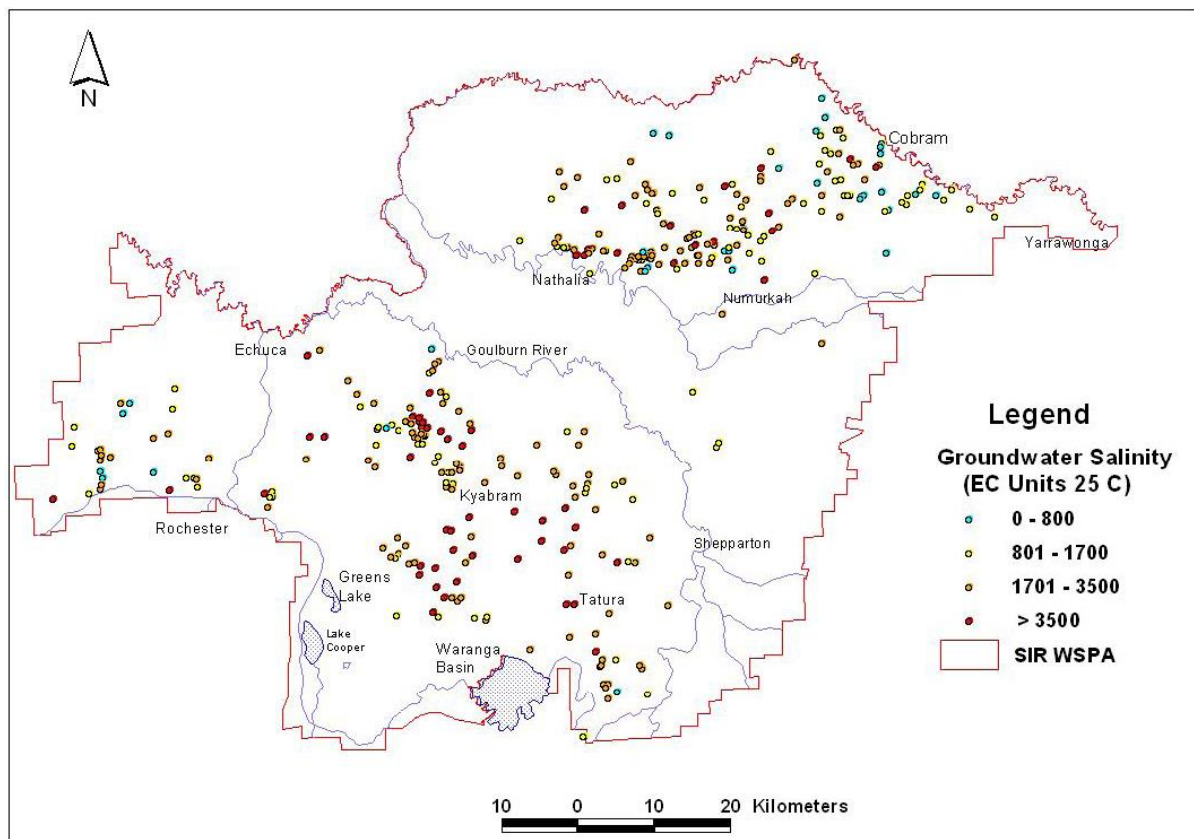 N
Cobram
Yarrawonga
Nathalia
Numurkah
Echuca
Goulburn River
Legend
Groundwater Salinity
(EC Units 25 C)
0 - 800
801 - 1700
1701 - 3500
> 3500
SIR WSPA
Kyabram
Rochester
Shepparton
Greens
Lake
Tatura
Lake
Cooper
Waranga
Basin
10 0 10 20 Kilometers